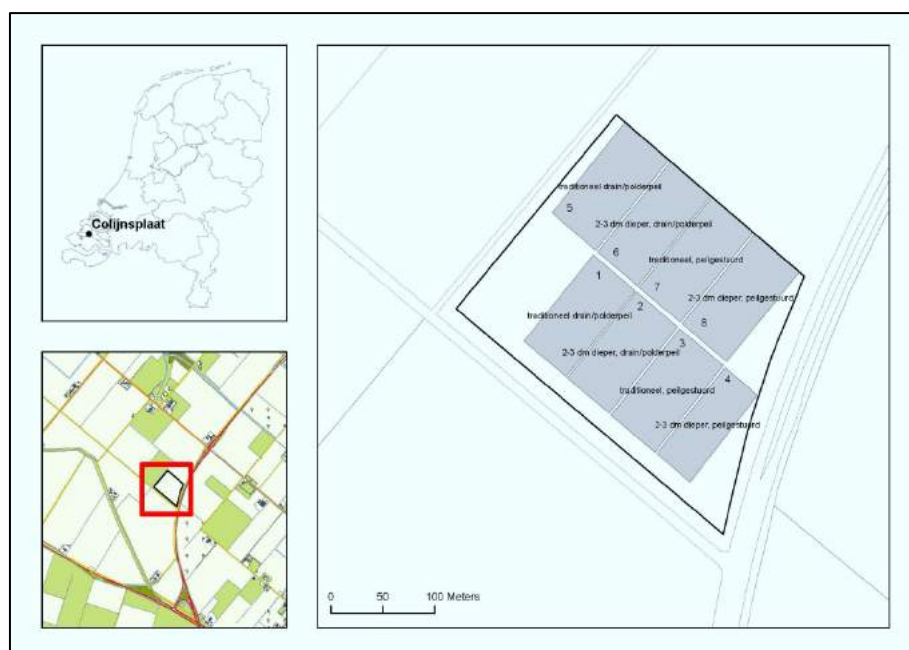 Colijnsplaat
traditioneel drain/polderpeil
5
2-3 dm dieper, drain/polderpeil
6
traditioneel, peilgestuurd
1
7
2-3 dm dieper, peilgestuurd
2
8
traditioneel drain/polderpeil
3
2-3 dm dieper, drain/polderpeil
4
traditioneel, peilgestuurd
2-3 dm dieper, peilgestuurd
0 50 100 Meters